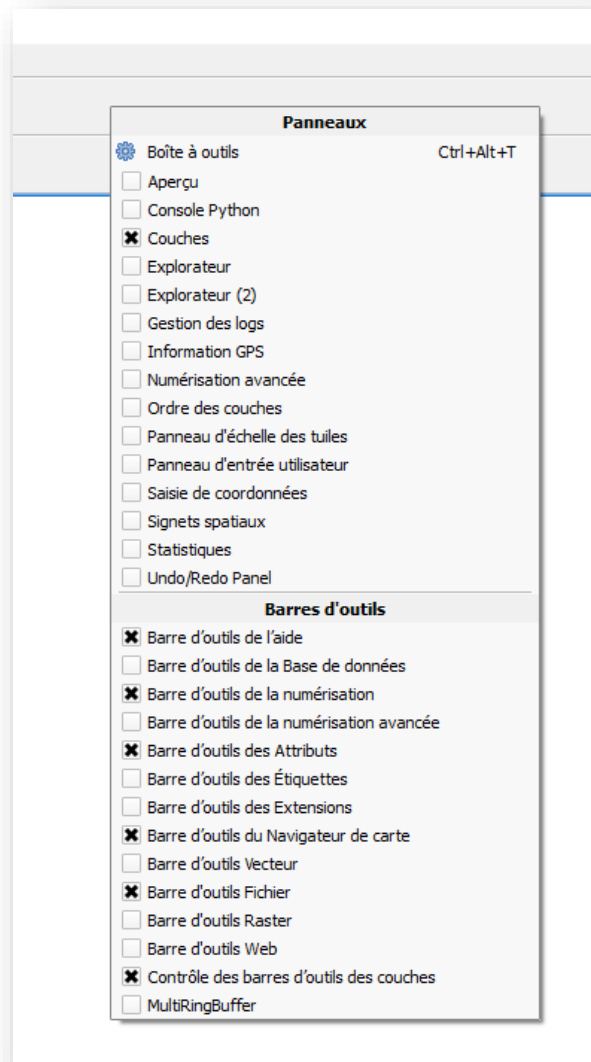 Panneaux
Boîte à outils Ctrl+Alt+T
Aperçu
Console Python
Couches
Explorateur
Explorateur (2)
Gestion des logs
Information GPS
Numérisation avancée
Ordre des couches
Panneau d'échelle des tuiles
Panneau d'entrée utilisateur
Saisie de coordonnées
Signets spatiaux
Statistiques
Undo/Redo Panel
Barres d'outils
Barre d’outils de l’aide
Barre d’outils de la Base de données
Barre d’outils de la numérisation
Barre d’outils de la numérisation avancée
Barre d’outils des Attributs
Barre d’outils des Étiquettes
Barre d’outils des Extensions
Barre d’outils du Navigateur de carte
Barre d’outils Vecteur
Barre d'outils Fichier
Barre d'outils Raster
Barre d'outils Web
Contrôle des barres d’outils des couches
MultiRingBuffer